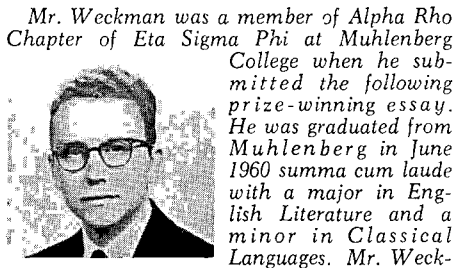 Mr. Weckman was a member of Alpha Rho
Chapter of Eta Sigma Phi at Muhlenberg
College when he sub-
mitted the following
prize-winning essay.
He was graduated from
Muhlenberg in June
1960 summa cum laude
with a major in Eng-
lish Literature and a
minor in Classical
Languages. Mr. Weck-